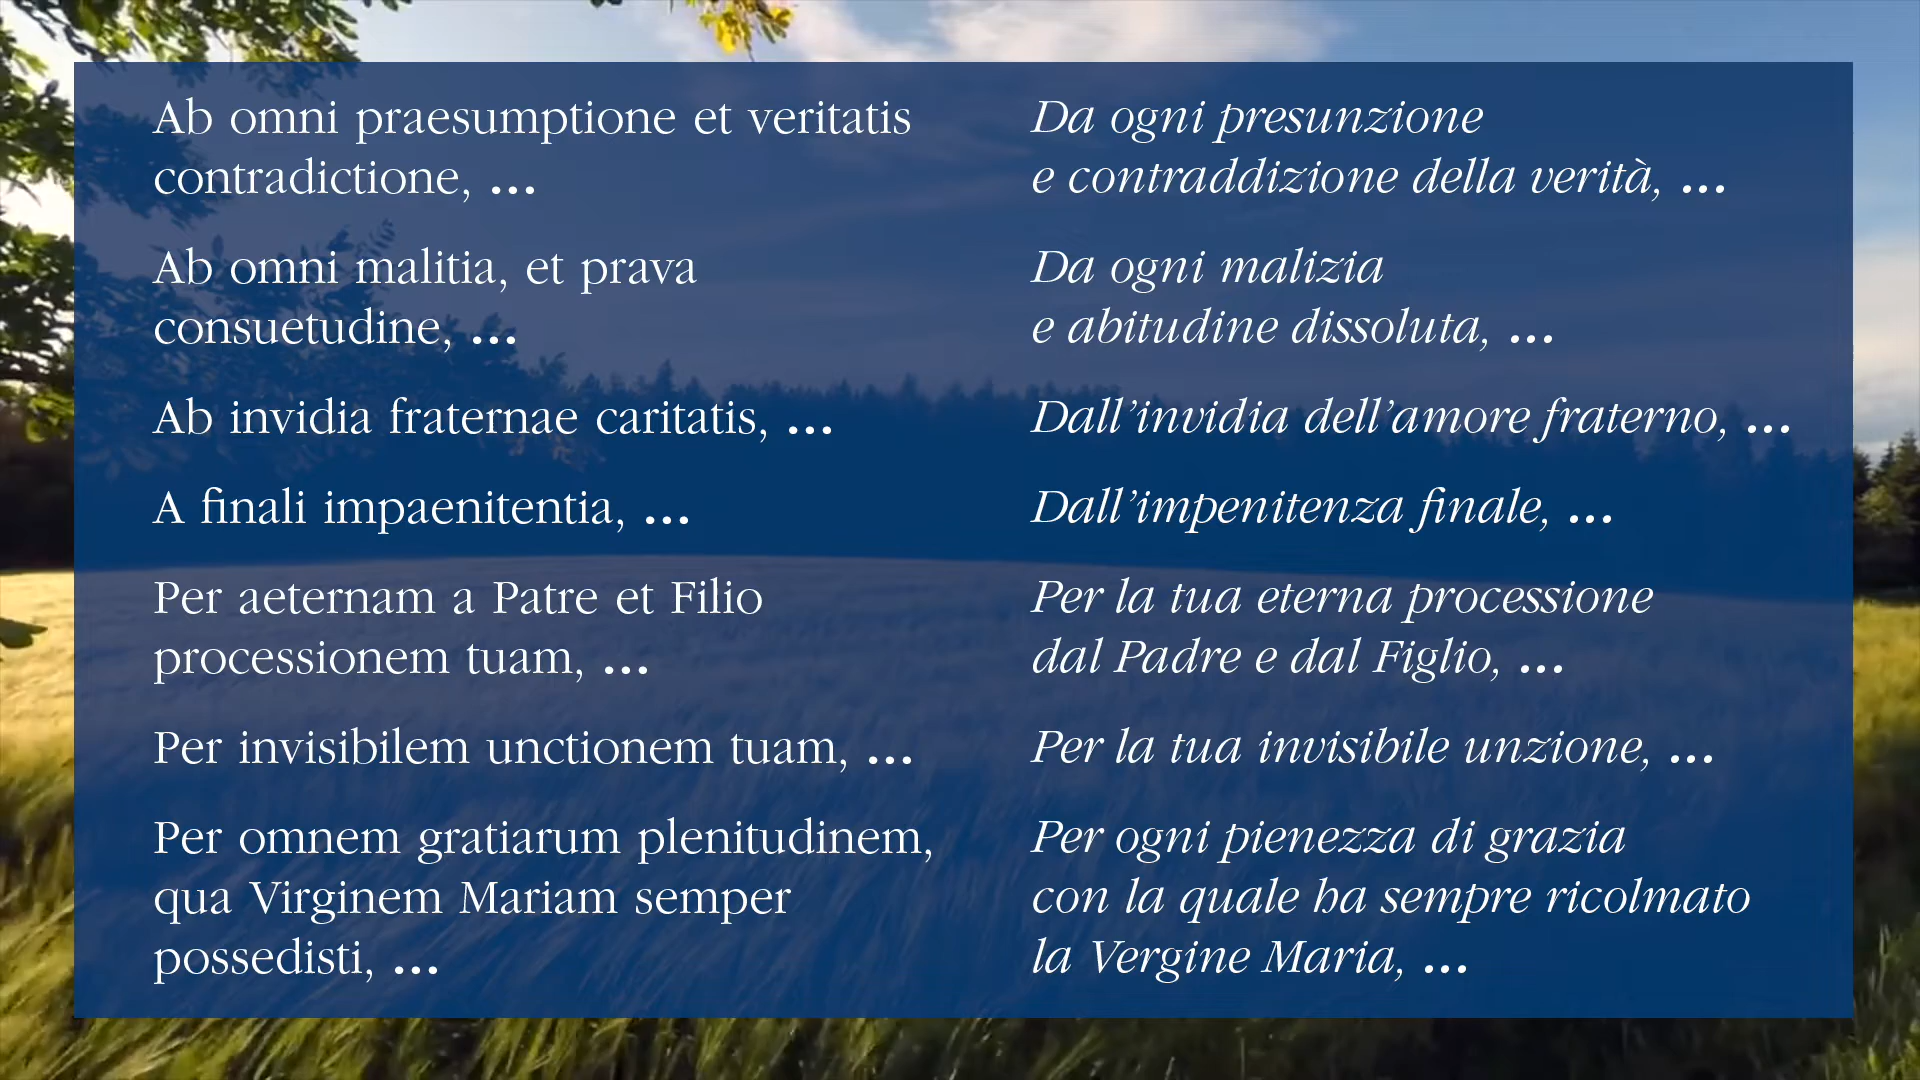 Ab omni praesumptione et veritatis
contradictione, ...
Ab omni malitia, et prava
consuetudine, ...
Ab invidia fraternae caritatis, ...
A finali impaenitentia, ...
Per aeternam a Patre et Filio
processionem tuam, ...
Per invisibilem unctionem tuam, ...
Per omnem gratiarum plenitudinem,
qua Virginem Mariam semper
possedisti, ...
Da ogni presunzione
e contraddizione della verità, ...
Da ogni malizia
e abitudine dissoluta, ...
Dall’invidia dell’amore fraterno, ...
Dall’impenitenza finale, ...
Per la tua eterna processione
dal Padre e dal Figlio, ...
Per la tua invisibile unzione, ...
Per ogni pienezza di grazia
con la quale ha sempre ricolmato
la Vergine Maria, ...